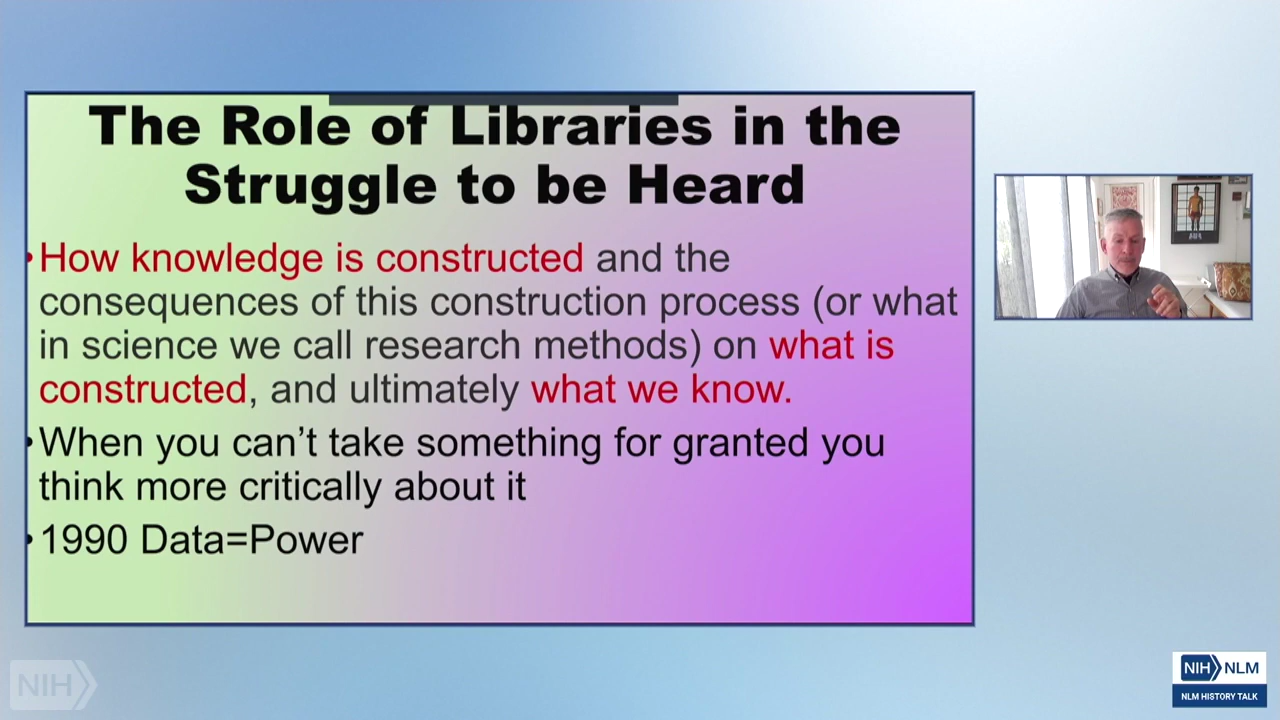 The Role of Libraries in the
Struggle to be Heard
•How knowledge is constructed and the
consequences of this construction process (or what
in science we call research methods) on what is
constructed, and ultimately what we know.
•When you can’t take something for granted you
think more critically about it
•1990 Data=Power
NIH
NIH NLM
NLM HISTORY TALK